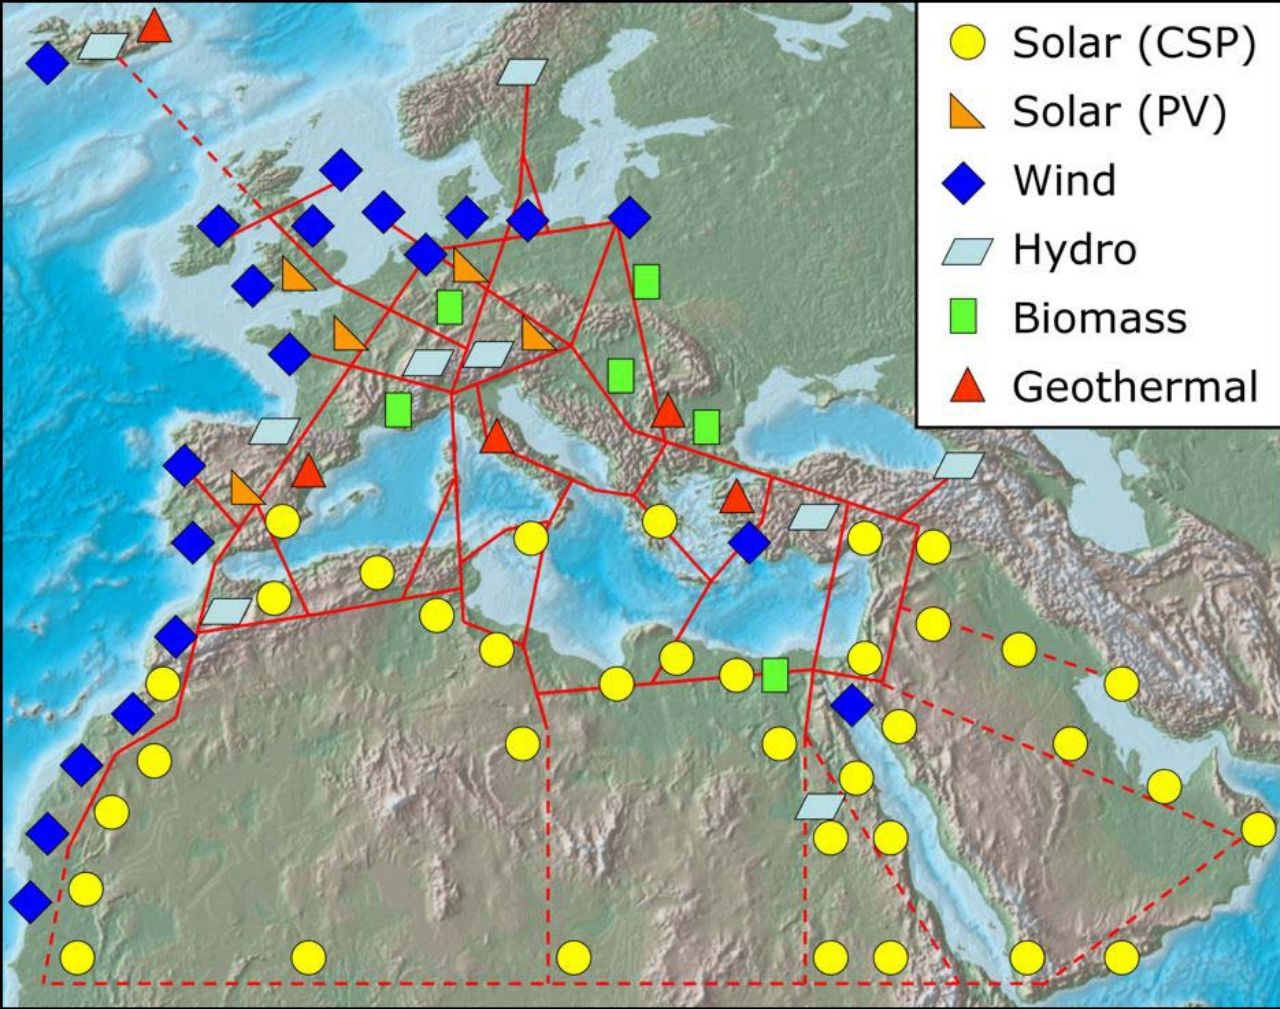 Solar (CSP)
Solar (PV)
Wind
Hydro
Biomass
Geothermal